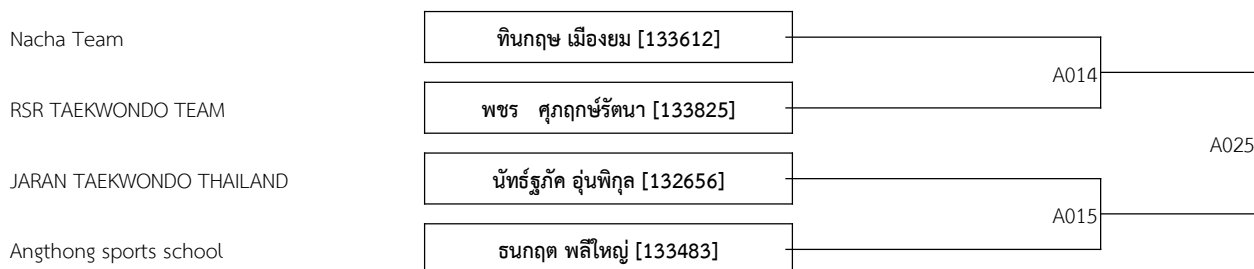 Nacha Team
ทินกฤษ เมืองยม [133612]
A014
RSR TAEKWONDO TEAM
พชร ศุภฤกษ์รัตนา [133825]
A025
JARAN TAEKWONDO THAILAND
นัทธ์ฐภัค อุ่นพิกุล [132656]
A015
Angthong sports school
ธนกฤต พลีใหญ่ [133483]